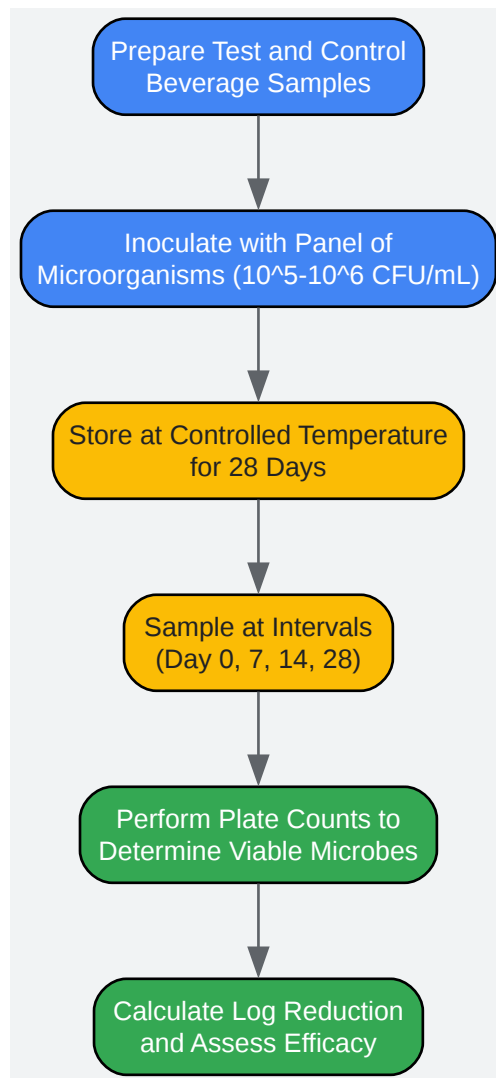 Prepare Test and Control
Beverage Samples
Inoculate with Panel of
Microorganisms (10^5-10^6 CFU/mL)
Store at Controlled Temperature
for 28 Days
Sample at Intervals
(Day 0, 7, 14, 28)
Perform Plate Counts to
Determine Viable Microbes
Calculate Log Reduction
and Assess Efficacy